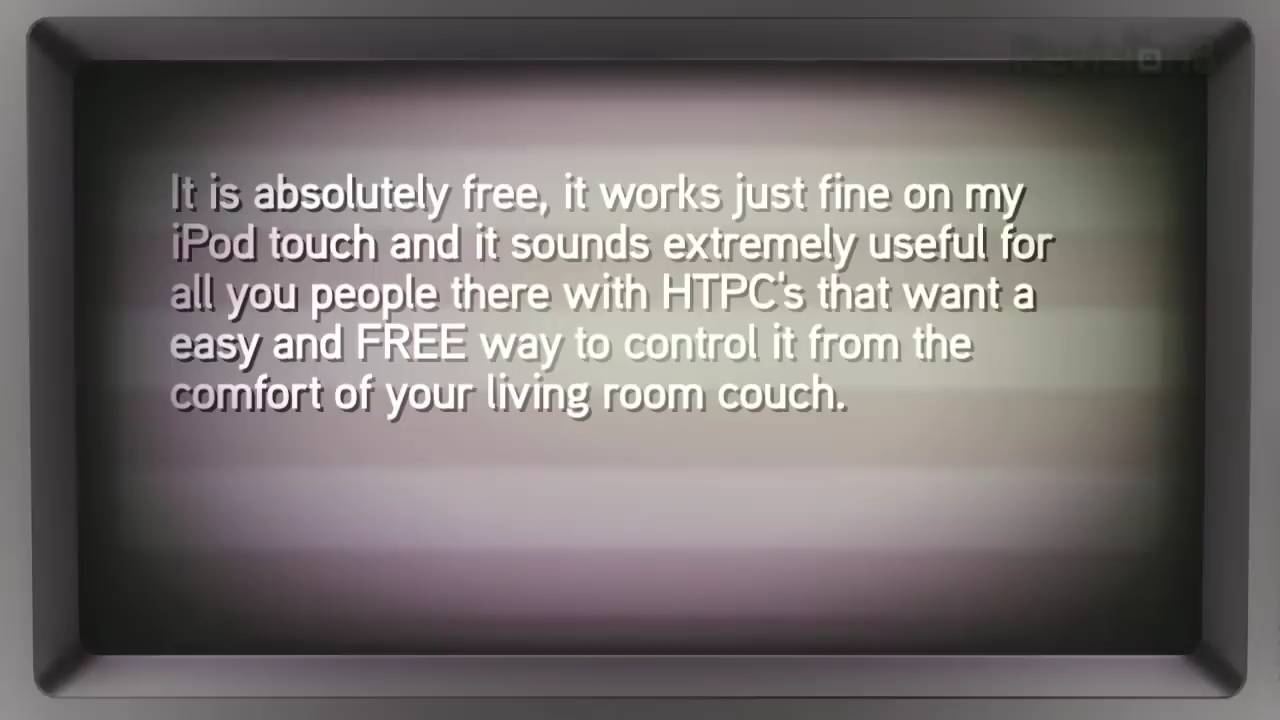 It is absolutely free, it works just fine on my
iPod touch and it sounds extremely useful for
all you people there with HTPC's that want a
easy and FREE way to control it from the
comfort of your living room couch.